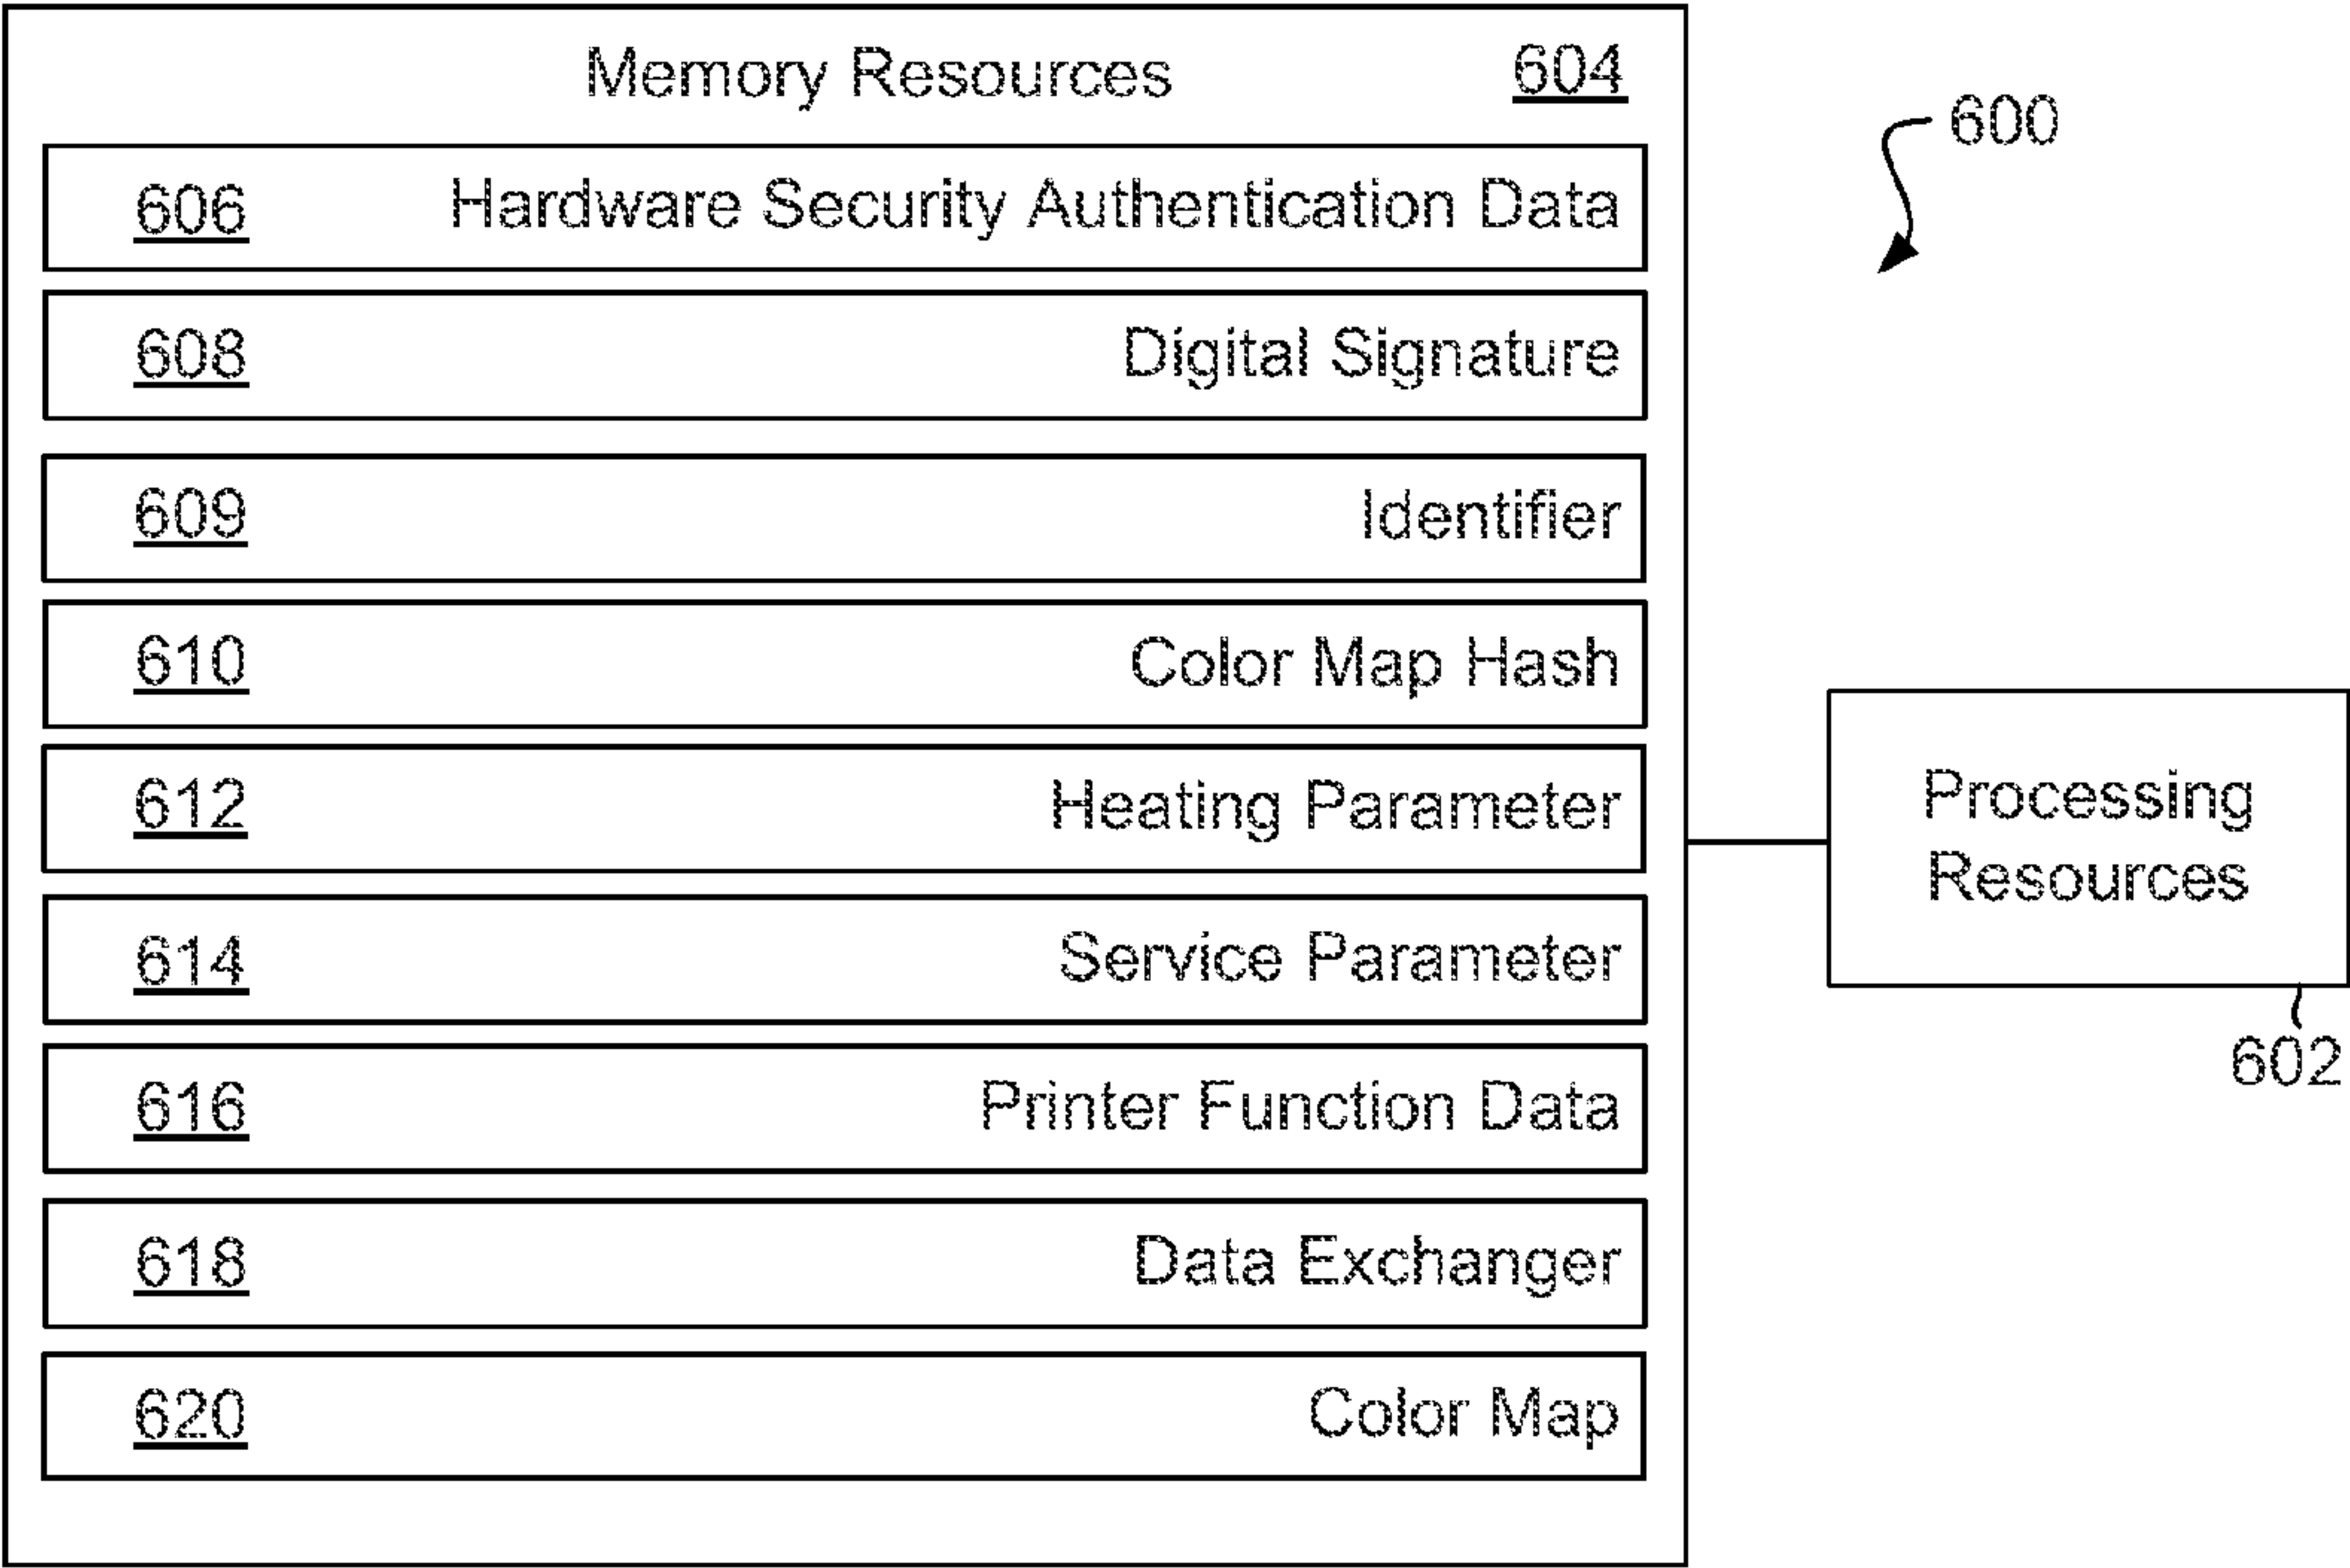 Memory Resources 604
600
606 Hardware Security Authentication Data
608 Digital Signature
609 Identifier
610 Color Map Hash
612 Heating Parameter
614 Service Parameter
616 Printer Function Data
618 Data Exchanger
620 Color Map
Processing
Resources
602